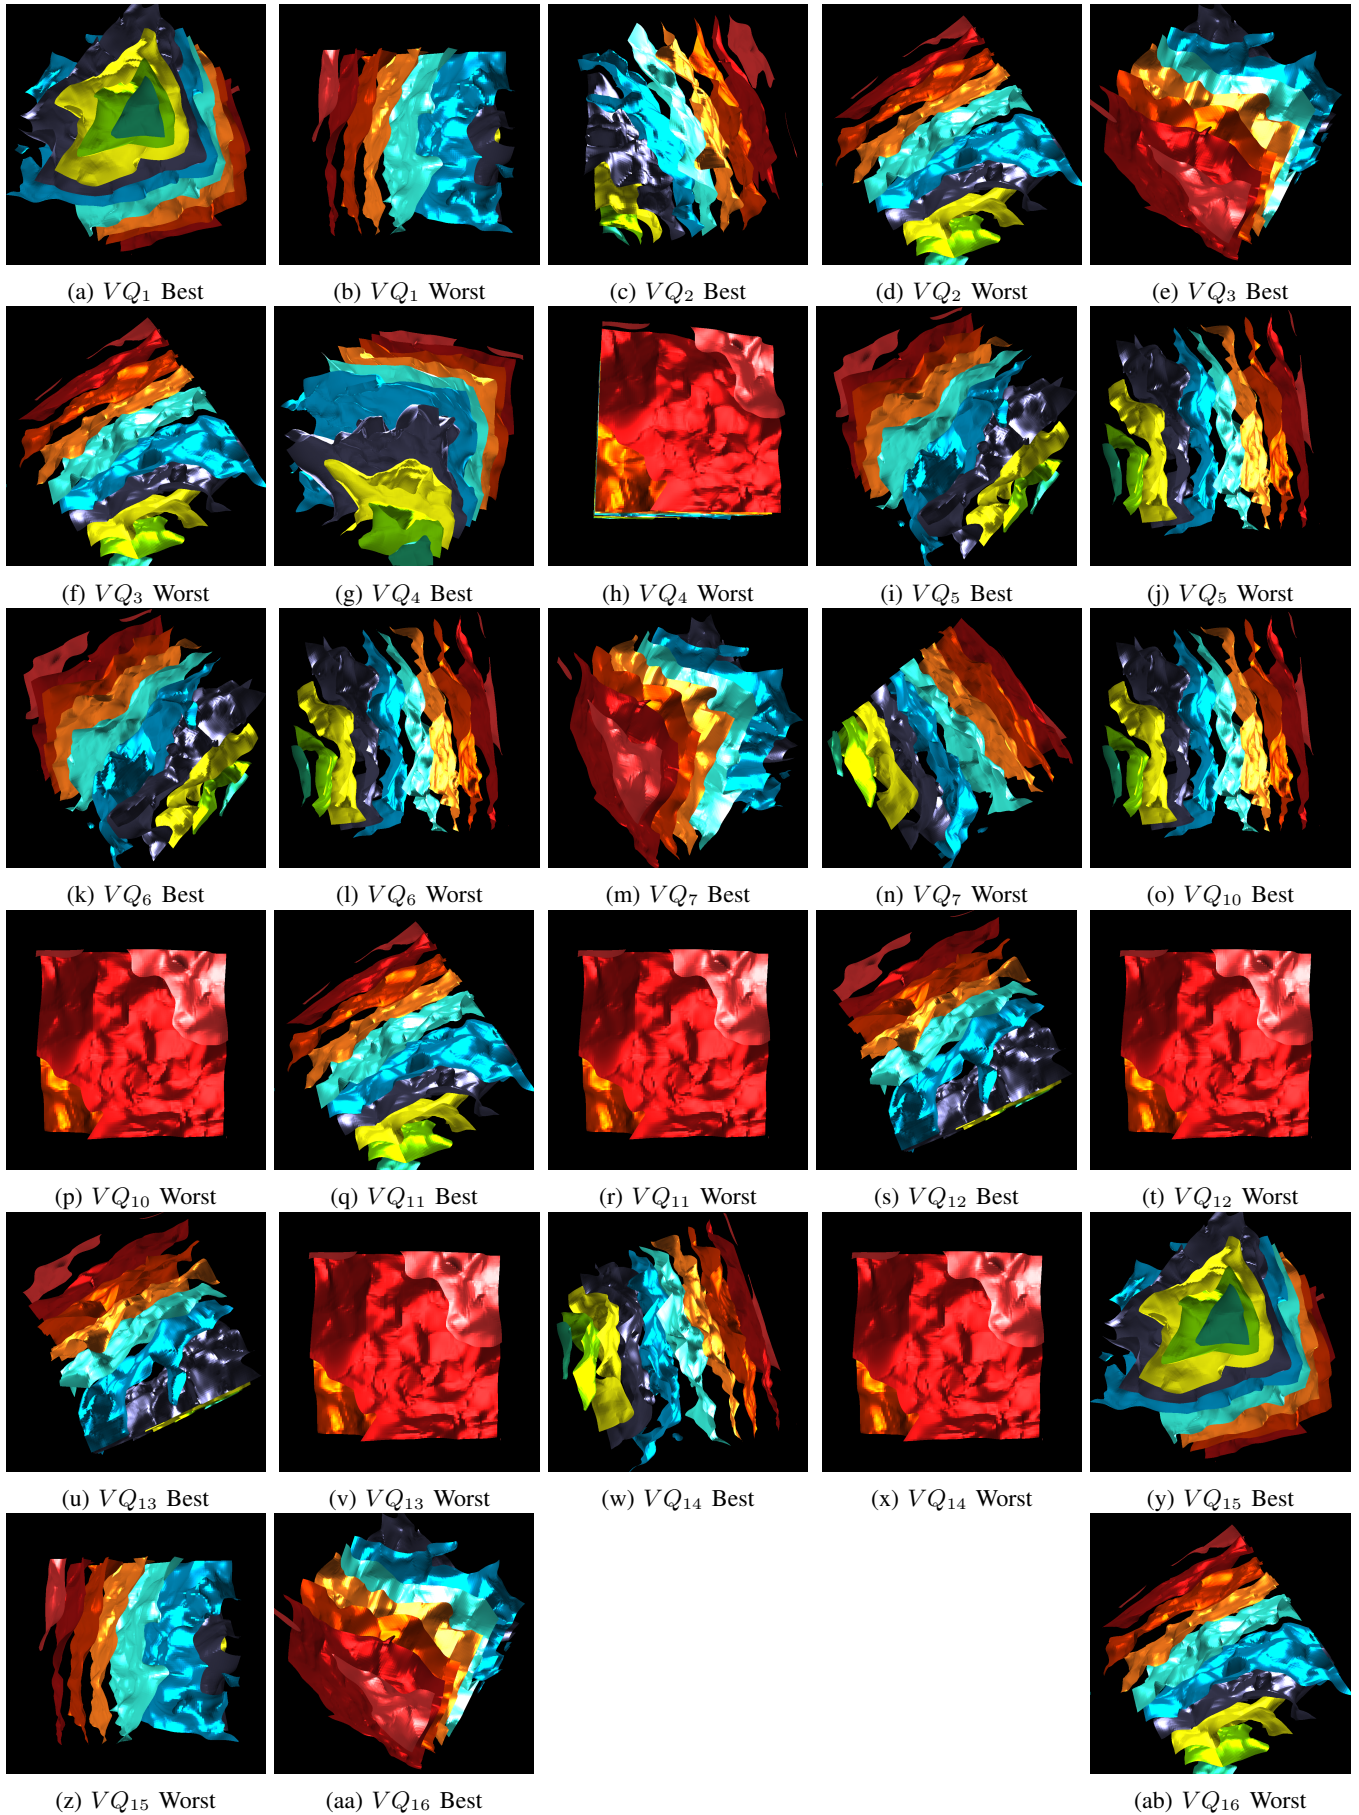 (a) VQ₁ Best (b) VQ₁ Worst (c) VQ₂ Best (d) VQ₂ Worst (e) VQ₃ Best
(f) VQ₃ Worst (g) VQ₄ Best (h) VQ₄ Worst (i) VQ₅ Best (j) VQ₅ Worst
(k) VQ₆ Best (l) VQ₆ Worst (m) VQ₇ Best (n) VQ₇ Worst (o) VQ₁₀ Best
(p) VQ₁₀ Worst (q) VQ₁₁ Best (r) VQ₁₁ Worst (s) VQ₁₂ Best (t) VQ₁₂ Worst
(u) VQ₁₃ Best (v) VQ₁₃ Worst (w) VQ₁₄ Best (x) VQ₁₄ Worst (y) VQ₁₅ Best
(z) VQ₁₅ Worst (aa) VQ₁₆ Best (ab) VQ₁₆ Worst